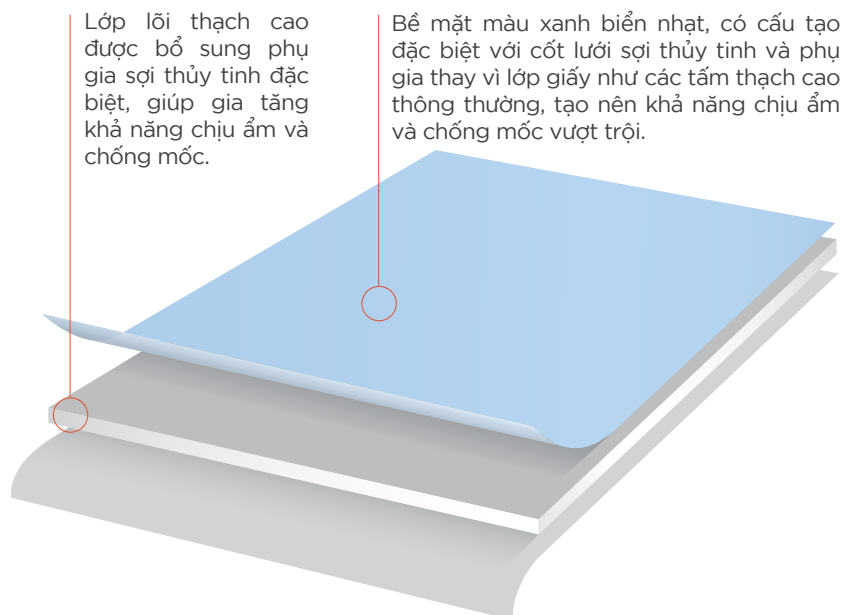 Lớp lõi thạch cao
được bổ sung phụ
gia sợi thủy tinh đặc
biệt, giúp gia tăng
khả năng chịu ẩm và
chống mốc.
Bề mặt màu xanh biển nhạt, có cấu tạo
đặc biệt với cốt lưới sợi thủy tinh và phụ
gia thay vì lớp giấy như các tấm thạch cao
thông thường, tạo nên khả năng chịu ẩm
và chống mốc vượt trội.